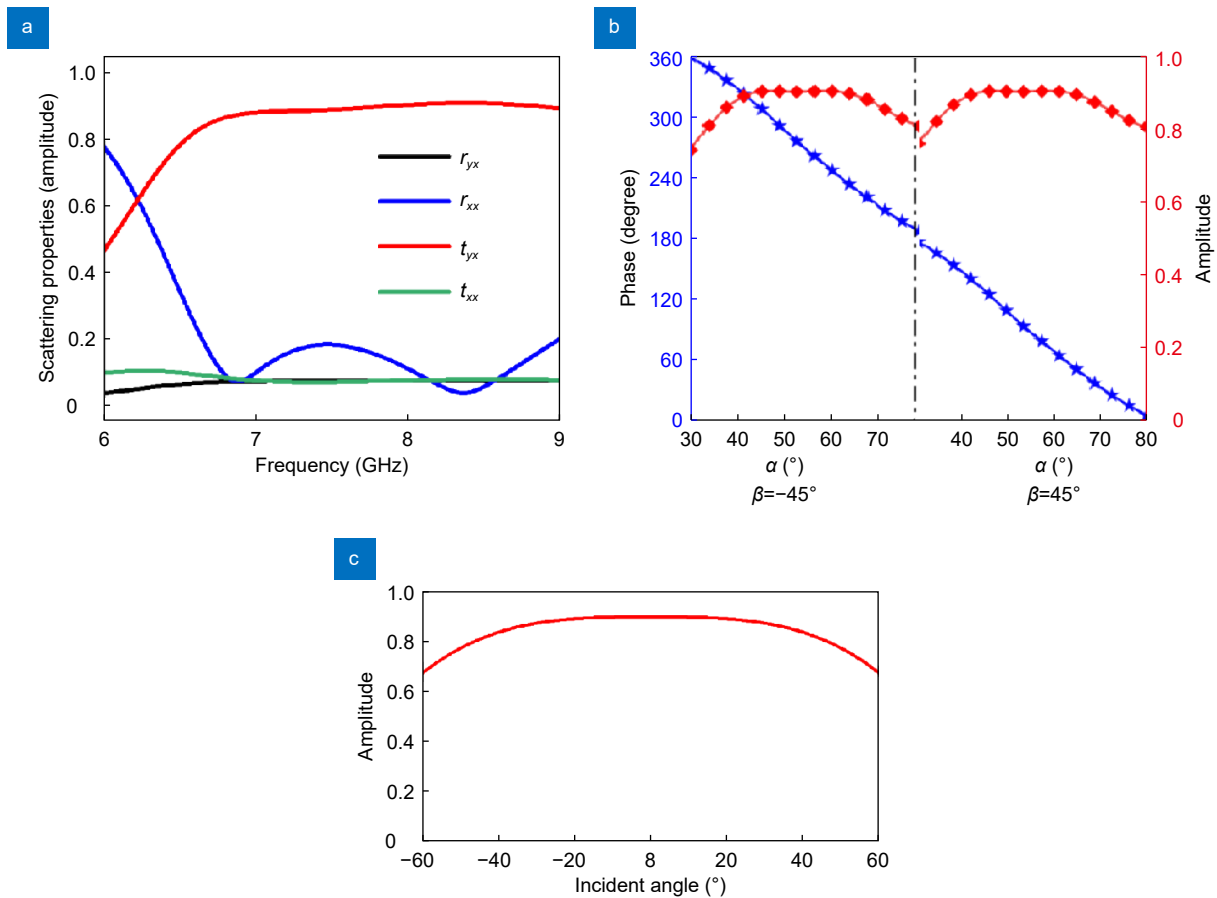 a
Scattering properties (amplitude)
1.0
0.8
0.6
0.4
0.2
0
r_yx
r_xx
t_yx
t_xx
6 7 8 9
Frequency (GHz)
b
Phase (degree)
360
300
240
180
120
60
0
1.0
0.8
0.6
0.4
0.2
0
Amplitude
30 40 50 60 70 40 50 60 70 80
α (°) α (°)
β=−45° β=45°
c
Amplitude
1.0
0.8
0.6
0.4
0.2
0
−60 −40 −20 8 20 40 60
Incident angle (°)